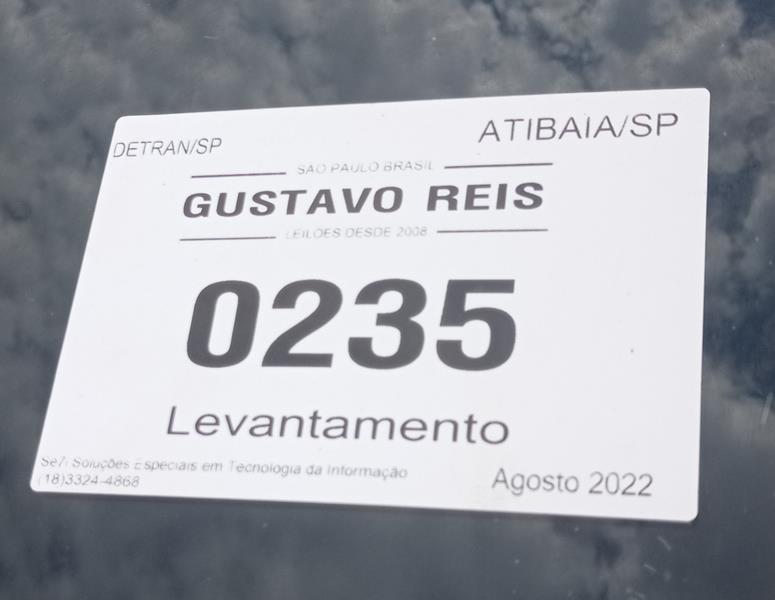 DETRAN/SP
ATIBAIA/SP
SÃO PAULO BRASIL
GUSTAVO REIS
LEILOES DESDE 2008
0235
Levantamento
Se7i Soluções Especiais em Tecnologia da Informação
(18)3324-4868
Agosto 2022